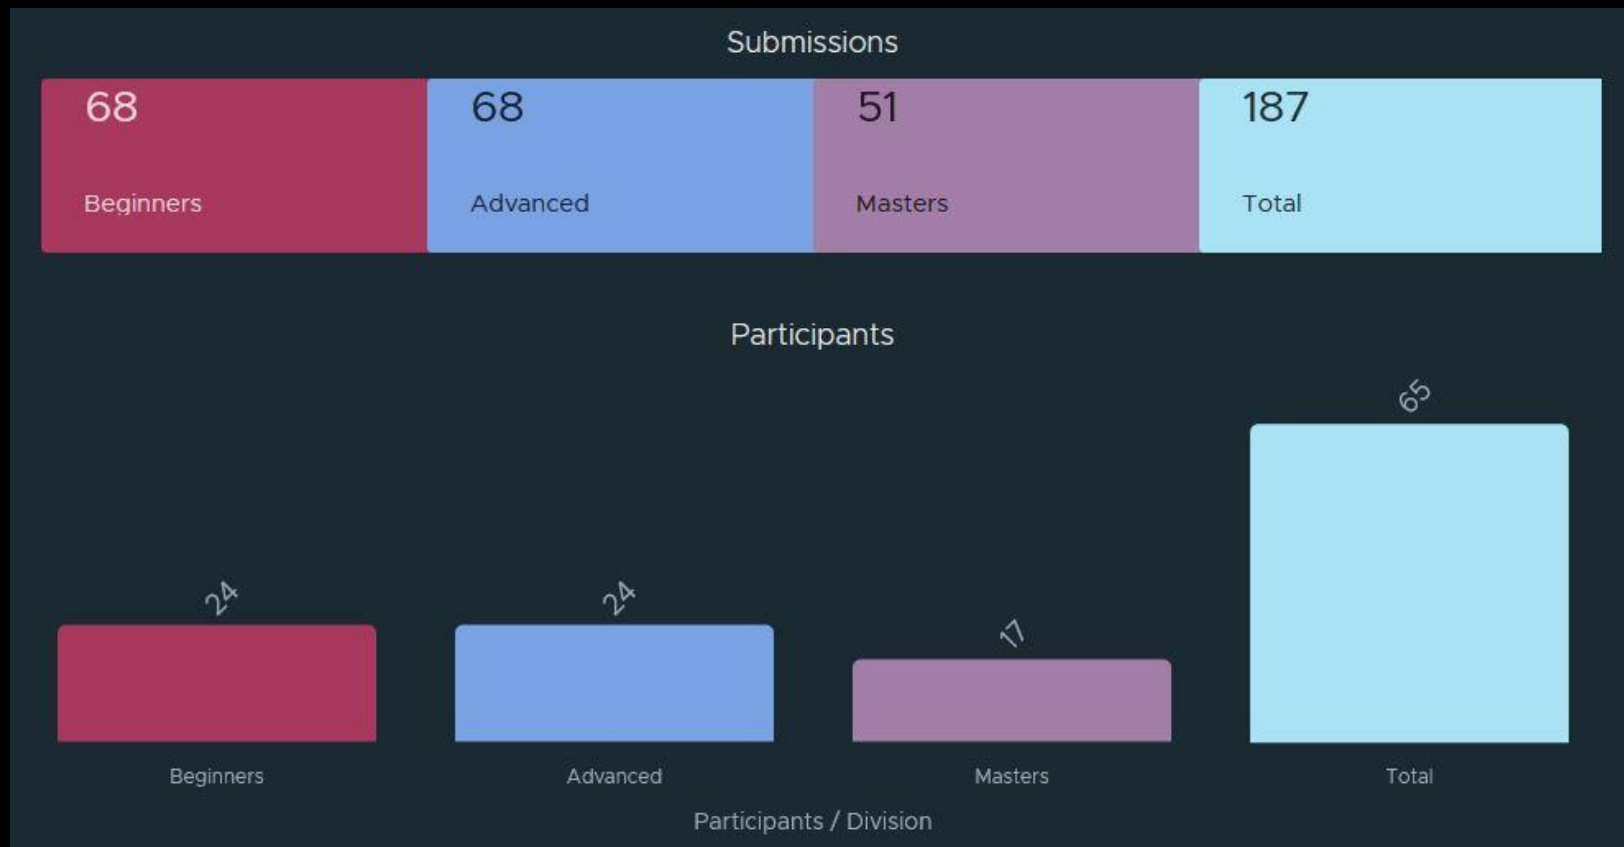 Submissions
68
68
51
187
Beginners
Advanced
Masters
Total
Participants
65
24
24
17
Beginners
Advanced
Masters
Total
Participants / Division